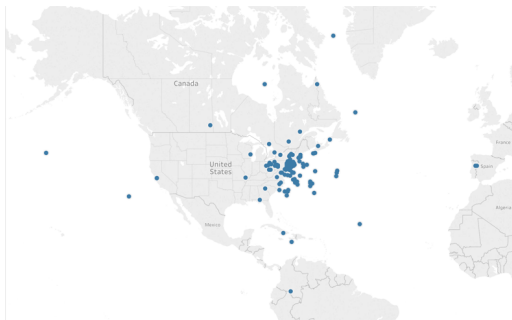 Canada
United
States
France
Spain
Mexico
Algeria